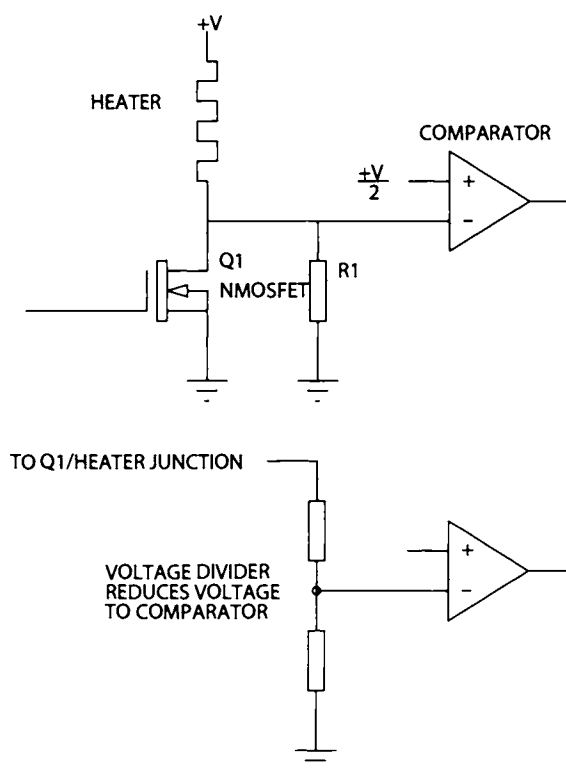 +V
HEATER
COMPARATOR
+V
2
+
−
Q1
NMOSFET
R1
TO Q1/HEATER JUNCTION
+
−
VOLTAGE DIVIDER
REDUCES VOLTAGE
TO COMPARATOR